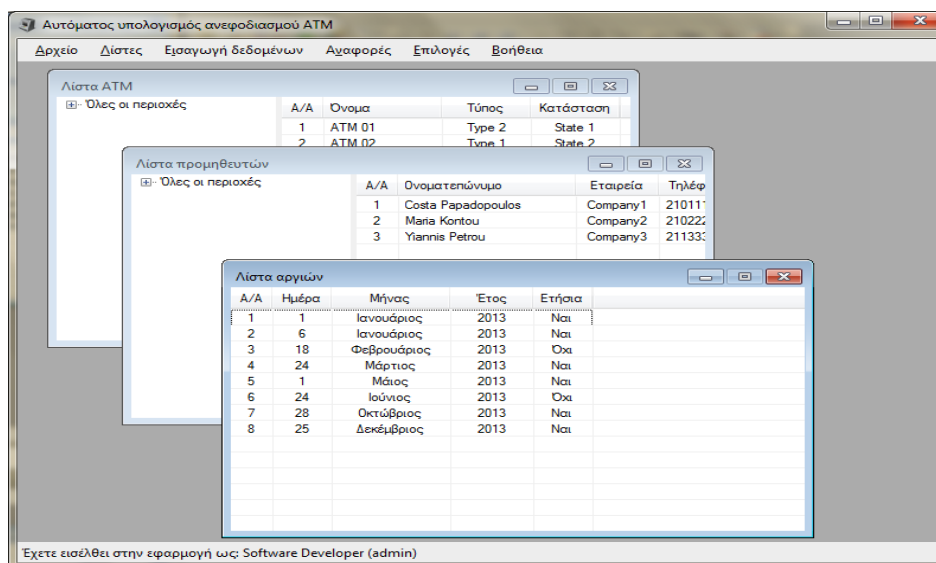 Αυτόματος υπολογισμός ανεφοδιασμού ATM
Αρχείο Λίστες Εισαγωγή δεδομένων Αναφορές Επιλογές Βοήθεια
Λίστα ATM
Όλες οι περιοχές
A/A Όνομα Τύπος Κατάσταση
1 ATM 01 Type 2 State 1
2 ATM 02 Type 1 State 2
Λίστα προμηθευτών
Όλες οι περιοχές
A/A Ονοματεπώνυμο Εταιρεία Τηλέφ
1 Costa Papadopoulos Company1 210111
2 Maria Kontou Company2 210222
3 Yiannis Petrou Company3 211333
Λίστα αργιών
A/A Ημέρα Μήνας Έτος Ετήσια
1 1 Ιανουάριος 2013 Ναι
2 6 Ιανουάριος 2013 Ναι
3 18 Φεβρουάριος 2013 Όχι
4 24 Μάρτιος 2013 Ναι
5 1 Μάιος 2013 Ναι
6 24 Ιούνιος 2013 Όχι
7 28 Οκτώβριος 2013 Ναι
8 25 Δεκέμβριος 2013 Ναι
Έχετε εισέλθει στην εφαρμογή ως: Software Developer (admin)